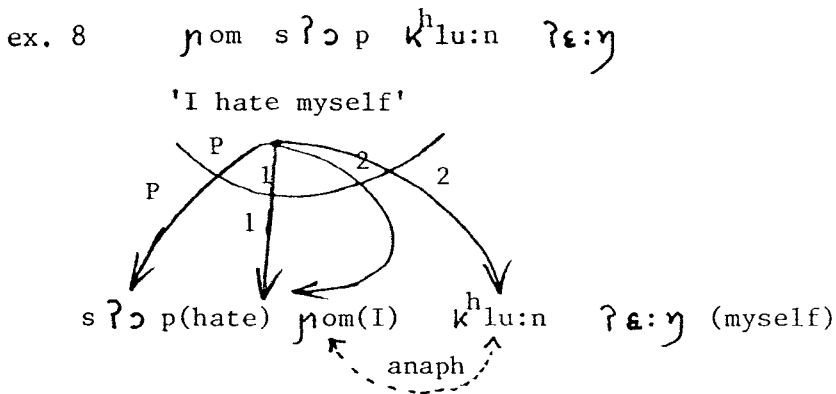 ex. 8 ɲom sʔɔp kʰlu:n ʔɛ:ŋ
'I hate myself'
P 2
1
P 2
1
sʔɔp(hate) ɲom(I) kʰlu:n ʔɛ:ŋ (myself)
anaph